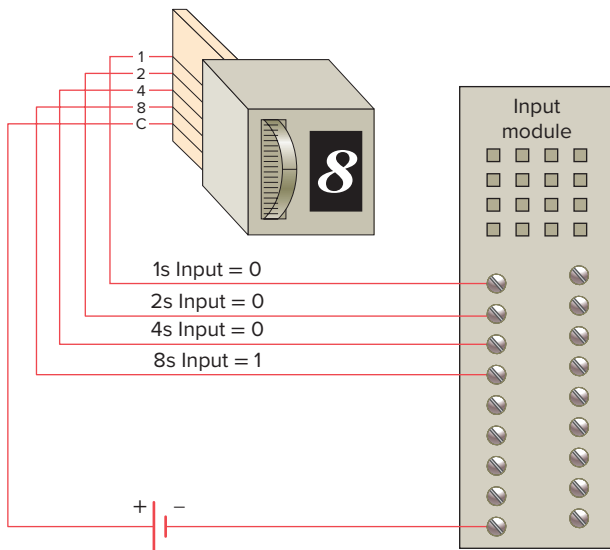 1
2
4
8
C
8
Input
module
1s Input = 0
2s Input = 0
4s Input = 0
8s Input = 1
+ −